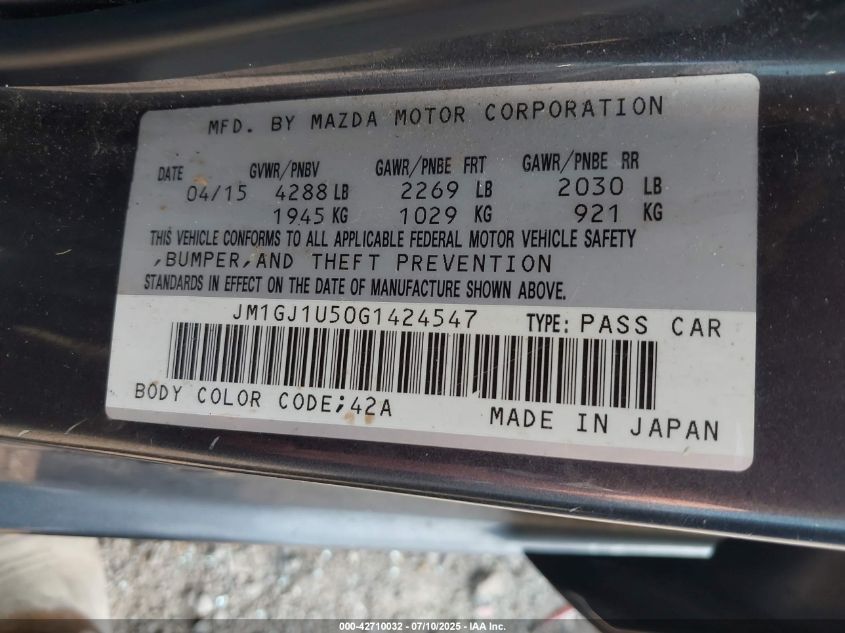 MFD. BY MAZDA MOTOR CORPORATION
DATE GVWR/PNBV GAWR/PNBE FRT GAWR/PNBE RR
04/15 4288 LB 2269 LB 2030 LB
1945 KG 1029 KG 921 KG
THIS VEHICLE CONFORMS TO ALL APPLICABLE FEDERAL MOTOR VEHICLE SAFETY
,BUMPER,AND THEFT PREVENTION
STANDARDS IN EFFECT ON THE DATE OF MANUFACTURE SHOWN ABOVE.
JM1GJ1U50G1424547 TYPE: PASS CAR
BODY COLOR CODE;42A
MADE IN JAPAN
000-42710032 - 07/10/2025 - IAA Inc.